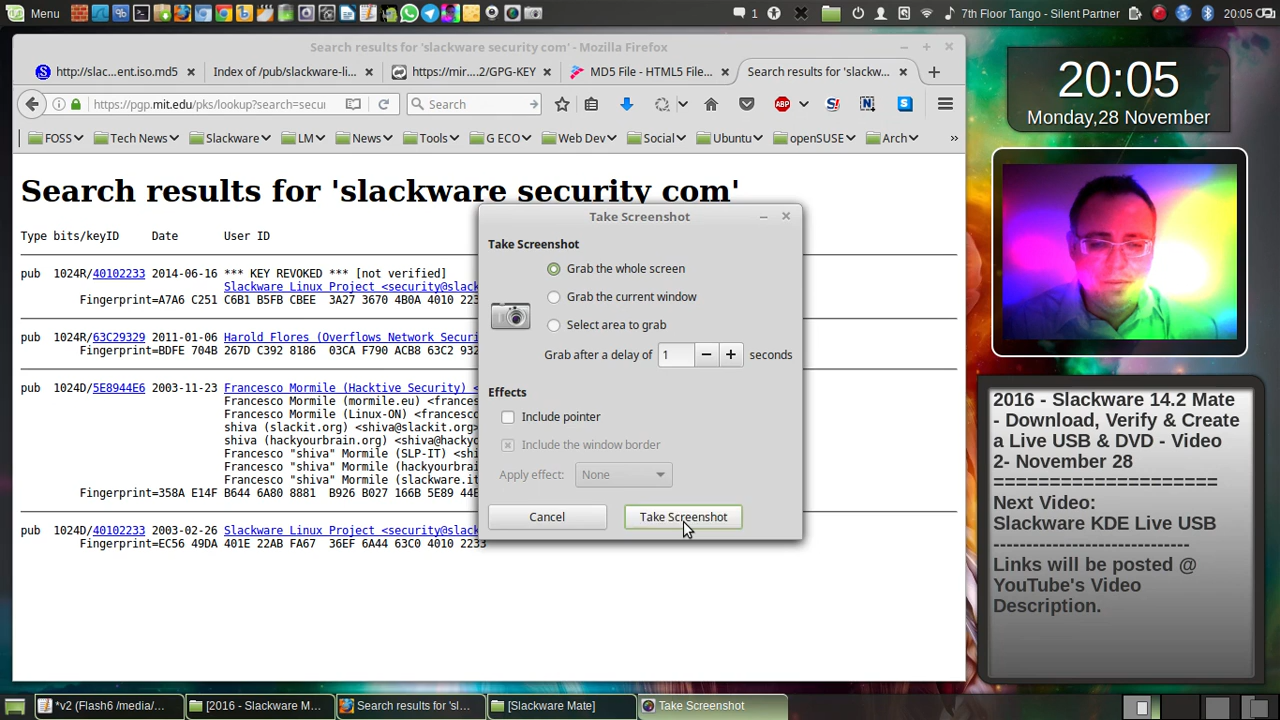 Menu
1
7th Floor Tango - Silent Partner
20:05
Search results for 'slackware security com' - Mozilla Firefox
http://slac...ent.iso.md5
Index of /pub/slackware-li...
https://mir....2/GPG-KEY
MD5 File - HTML5 File...
Search results for 'slackw...
https://pgp.mit.edu/pks/lookup?search=secu
Search
ABP
FOSS
Tech News
Slackware
LM
News
Tools
G ECO
Web Dev
Social
Ubuntu
openSUSE
Arch
»
Search results for 'slackware security com'
Type bits/keyID Date User ID
pub 1024R/40102233 2014-06-16 *** KEY REVOKED *** [not verified]
Slackware Linux Project <security@slack
Fingerprint=A7A6 C251 C6B1 B5FB CBEE 3A27 3670 4B0A 4010 223
pub 1024R/63C29329 2011-01-06 Harold Flores (Overflows Network Securi
Fingerprint=BDFE 704B 267D C392 8186 03CA F790 ACB8 63C2 932
pub 1024D/5E8944E6 2003-11-23 Francesco Mormile (Hacktive Security) <
Francesco Mormile (mormile.eu) <frances
Francesco Mormile (Linux-ON) <francesco
shiva (slackit.org) <shiva@slackit.org>
shiva (hackyourbrain.org) <shiva@hackyo
Francesco "shiva" Mormile (SLP-IT) <fra
Francesco "shiva" Mormile (hackyourbrai
Francesco "shiva" Mormile (slackware.it
Fingerprint=358A E14F B644 6A80 8881 B926 B027 166B 5E89 44E
pub 1024D/40102233 2003-02-26 Slackware Linux Project <security@slack
Fingerprint=EC56 49DA 401E 22AB FA67 36EF 6A44 63C0 4010 2233
Take Screenshot
Take Screenshot
Grab the whole screen
Grab the current window
Select area to grab
Grab after a delay of 1 seconds
Effects
Include pointer
Include the window border
Apply effect: None
Cancel
Take Screenshot
20:05
Monday,28 November
2016 - Slackware 14.2 Mate
- Download, Verify & Create
a Live USB & DVD - Video
2- November 28
=====================
Next Video:
Slackware KDE Live USB
----------------------------
Links will be posted @
YouTube's Video
Description.
*v2 (Flash6 /media/...
[2016 - Slackware M...
Search results for 'sl...
[Slackware Mate]
Take Screenshot